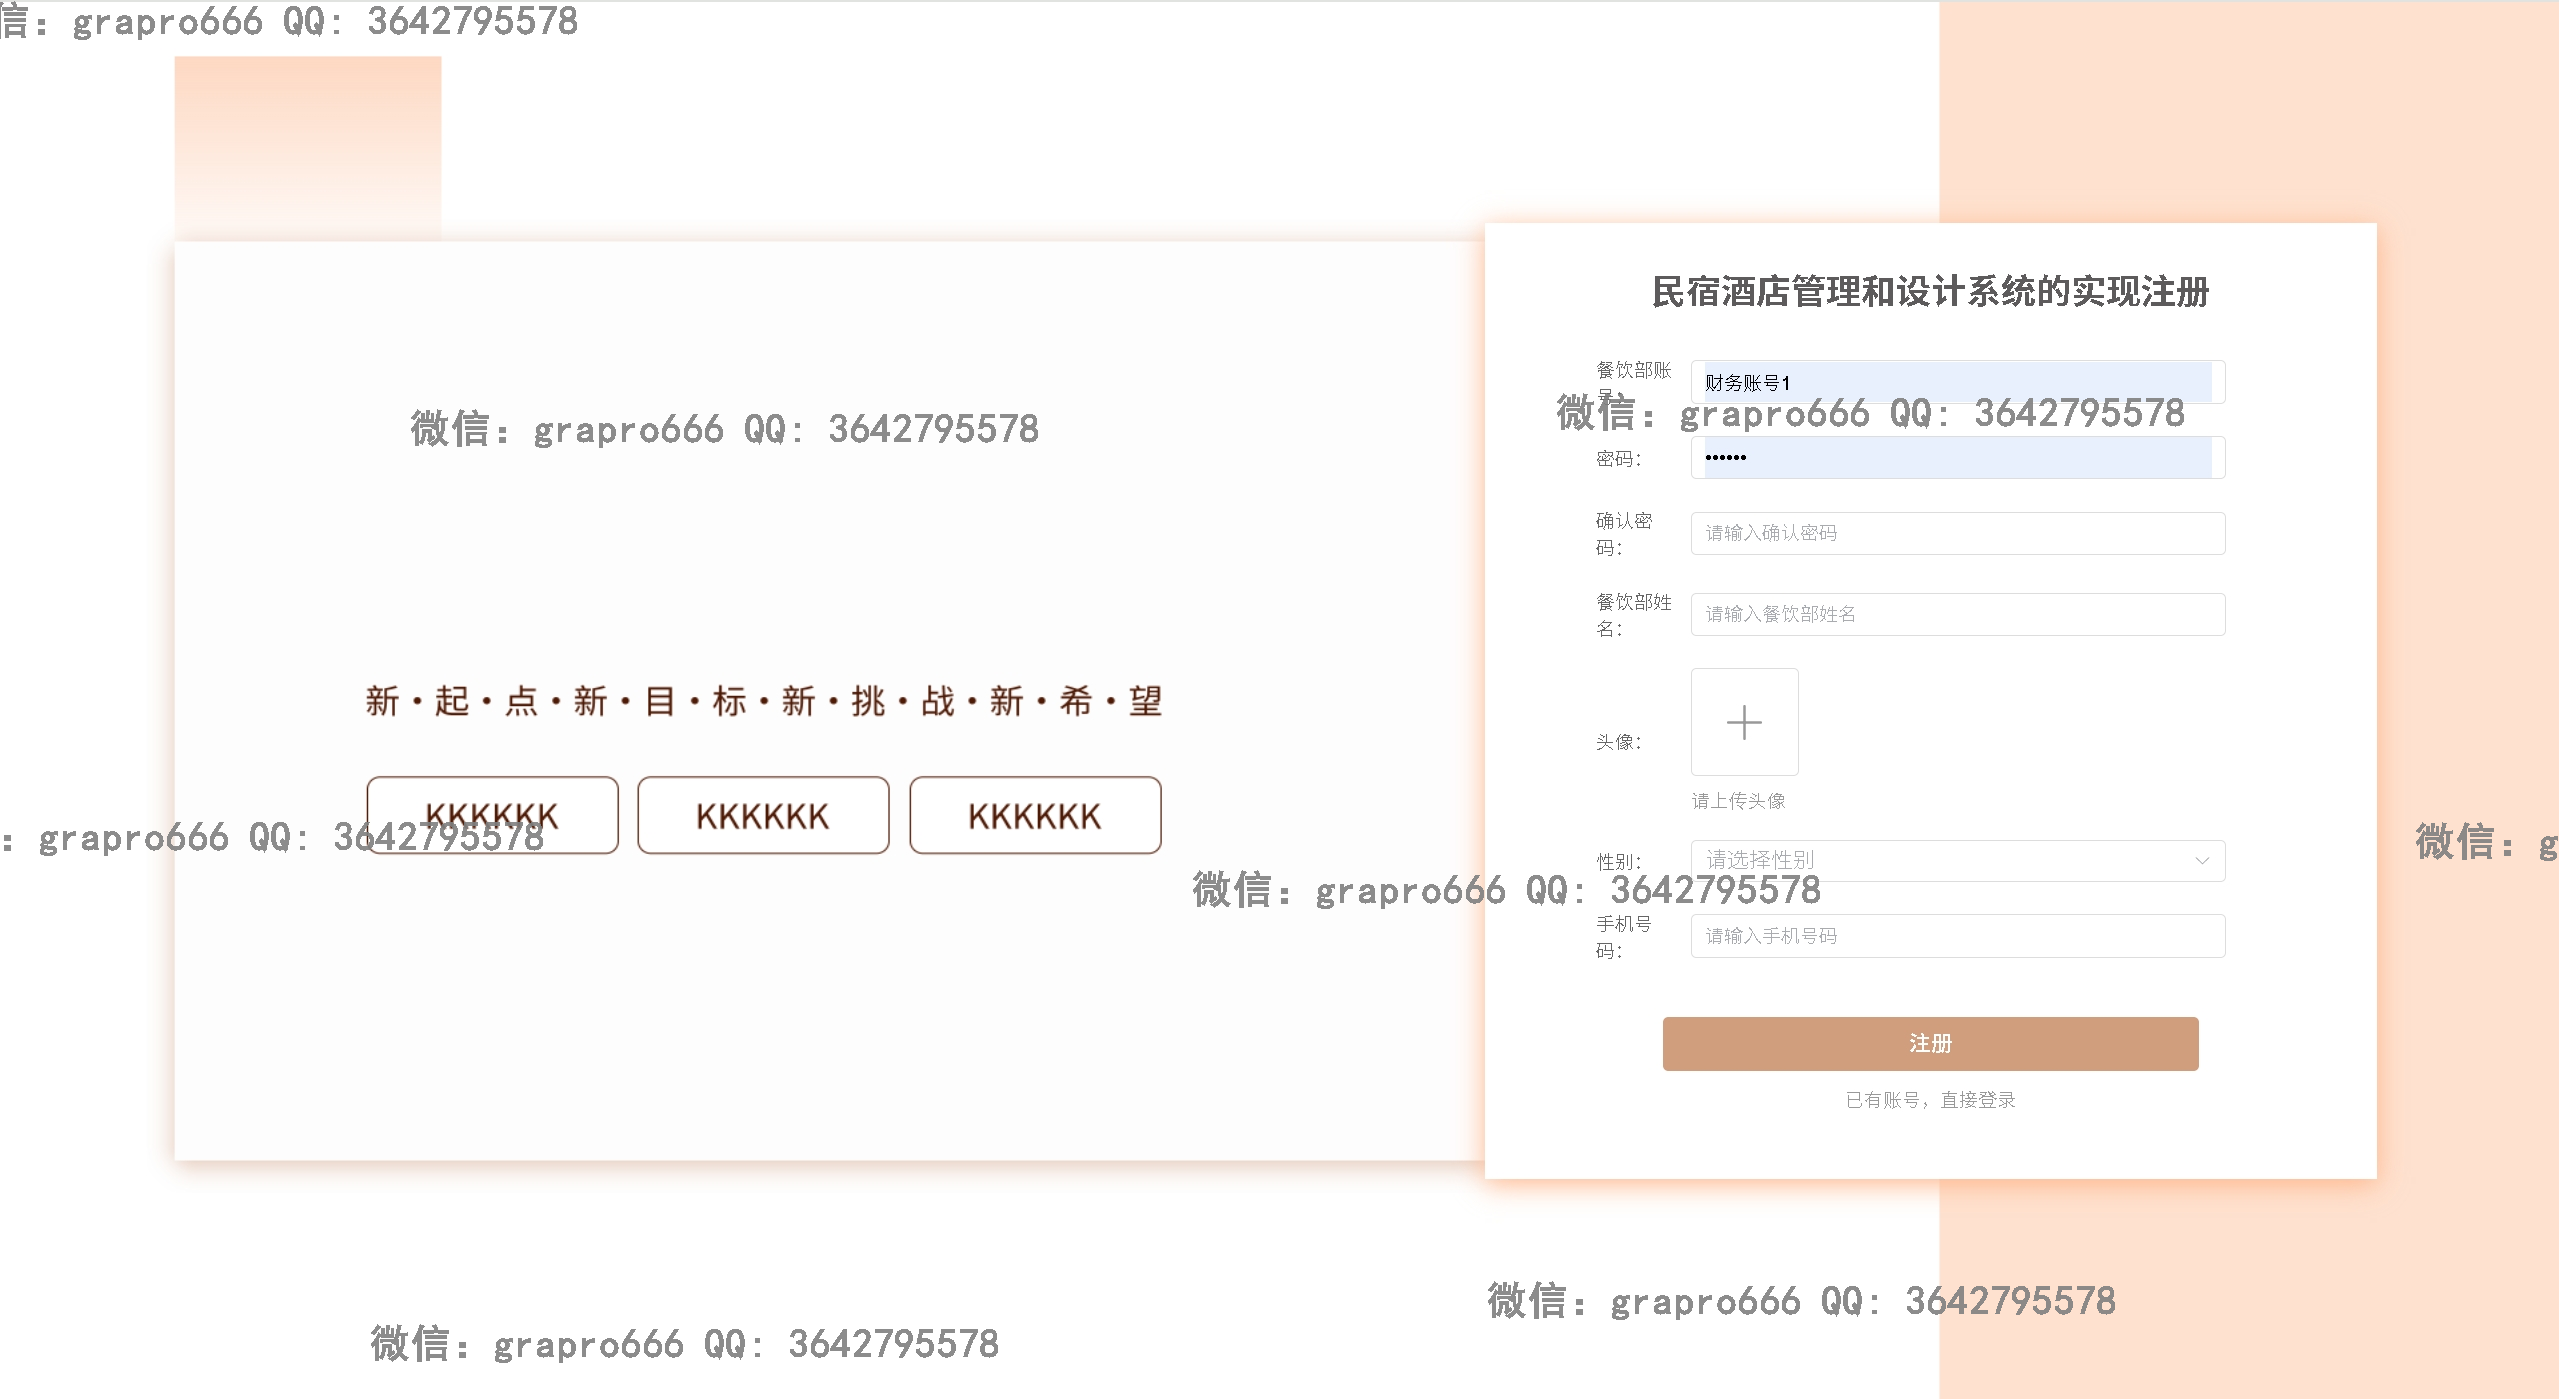 信：grapro666 QQ: 3642795578
民宿酒店管理和设计系统的实现注册
餐饮部账号：
财务账号1
微信：grapro666 QQ: 3642795578
微信：grapro666 QQ: 3642795578
密码：
••••••
确认密码：
请输入确认密码
餐饮部姓名：
请输入餐饮部姓名
新·起·点·新·目·标·新·挑·战·新·希·望
头像：
请上传头像
KKKKKK KKKKKK KKKKKK
：grapro666 QQ: 3642795578
微信：g
性别：
请选择性别
微信：grapro666 QQ: 3642795578
手机号码：
请输入手机号码
注册
已有账号，直接登录
微信：grapro666 QQ: 3642795578
微信：grapro666 QQ: 3642795578